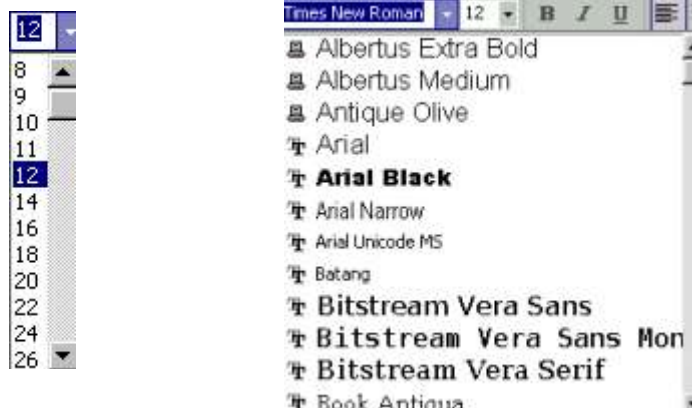 12
8
9
10
11
12
14
16
18
20
22
24
26
Times New Roman 12 B I U
Albertus Extra Bold
Albertus Medium
Antique Olive
Arial
Arial Black
Arial Narrow
Arial Unicode MS
Batang
Bitstream Vera Sans
Bitstream Vera Sans Mon
Bitstream Vera Serif
Book Antiqua